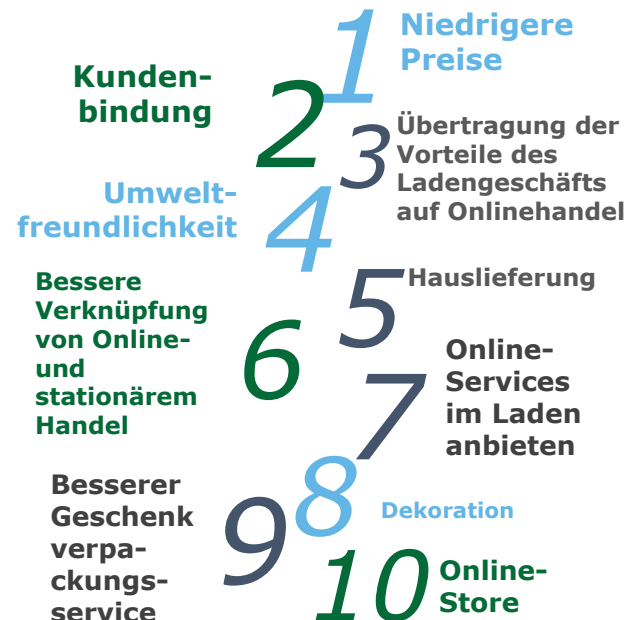 1
Niedrigere
Preise
2
Kunden-
bindung
3
Übertragung der
Vorteile des
Ladengeschäfts
auf Onlinehandel
4
Umwelt-
freundlichkeit
5
Hauslieferung
6
Bessere
Verknüpfung
von Online-
und
stationärem
Handel
7
Online-
Services
im Laden
anbieten
8
Dekoration
9
Besserer
Geschenk
verpa-
ckungs-
service
10
Online-
Store